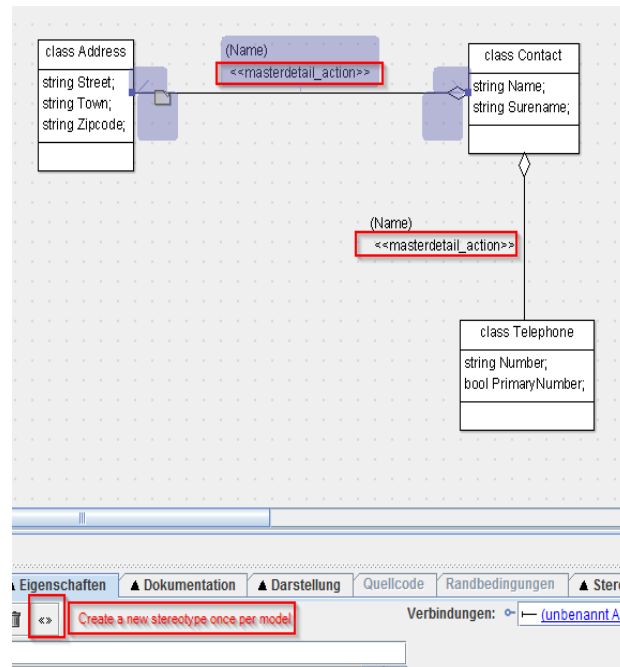 class Address
string Street;
string Town;
string Zipcode;
(Name)
<<masterdetail_action>>
class Contact
string Name;
string Surename;
(Name)
<<masterdetail_action>>
class Telephone
string Number;
bool PrimaryNumber;
Eigenschaften ▲ Dokumentation ▲ Darstellung Quellcode Randbedingungen ▲ Ster
«» Create a new stereotype once per model Verbindungen: (unbenannt A